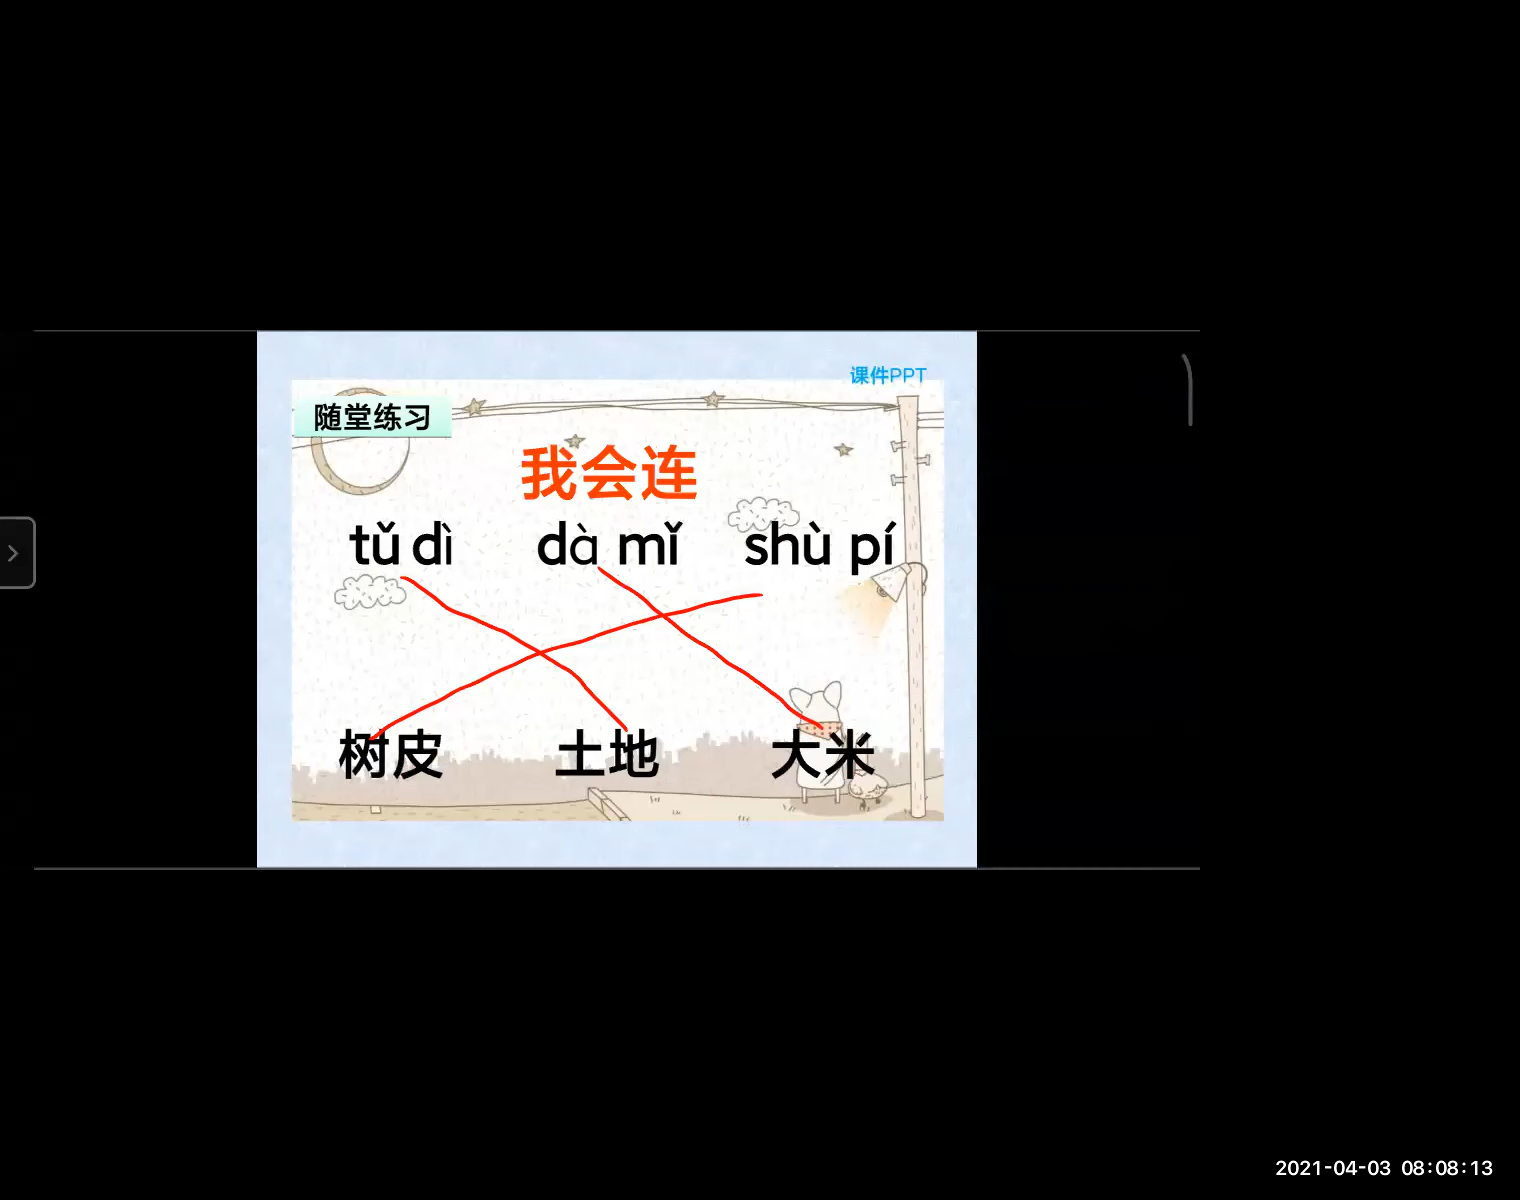 课件PPT
随堂练习
我会连
tǔ dì dà mǐ shù pí
树皮 土地 大米
2021-04-03 08:08:13